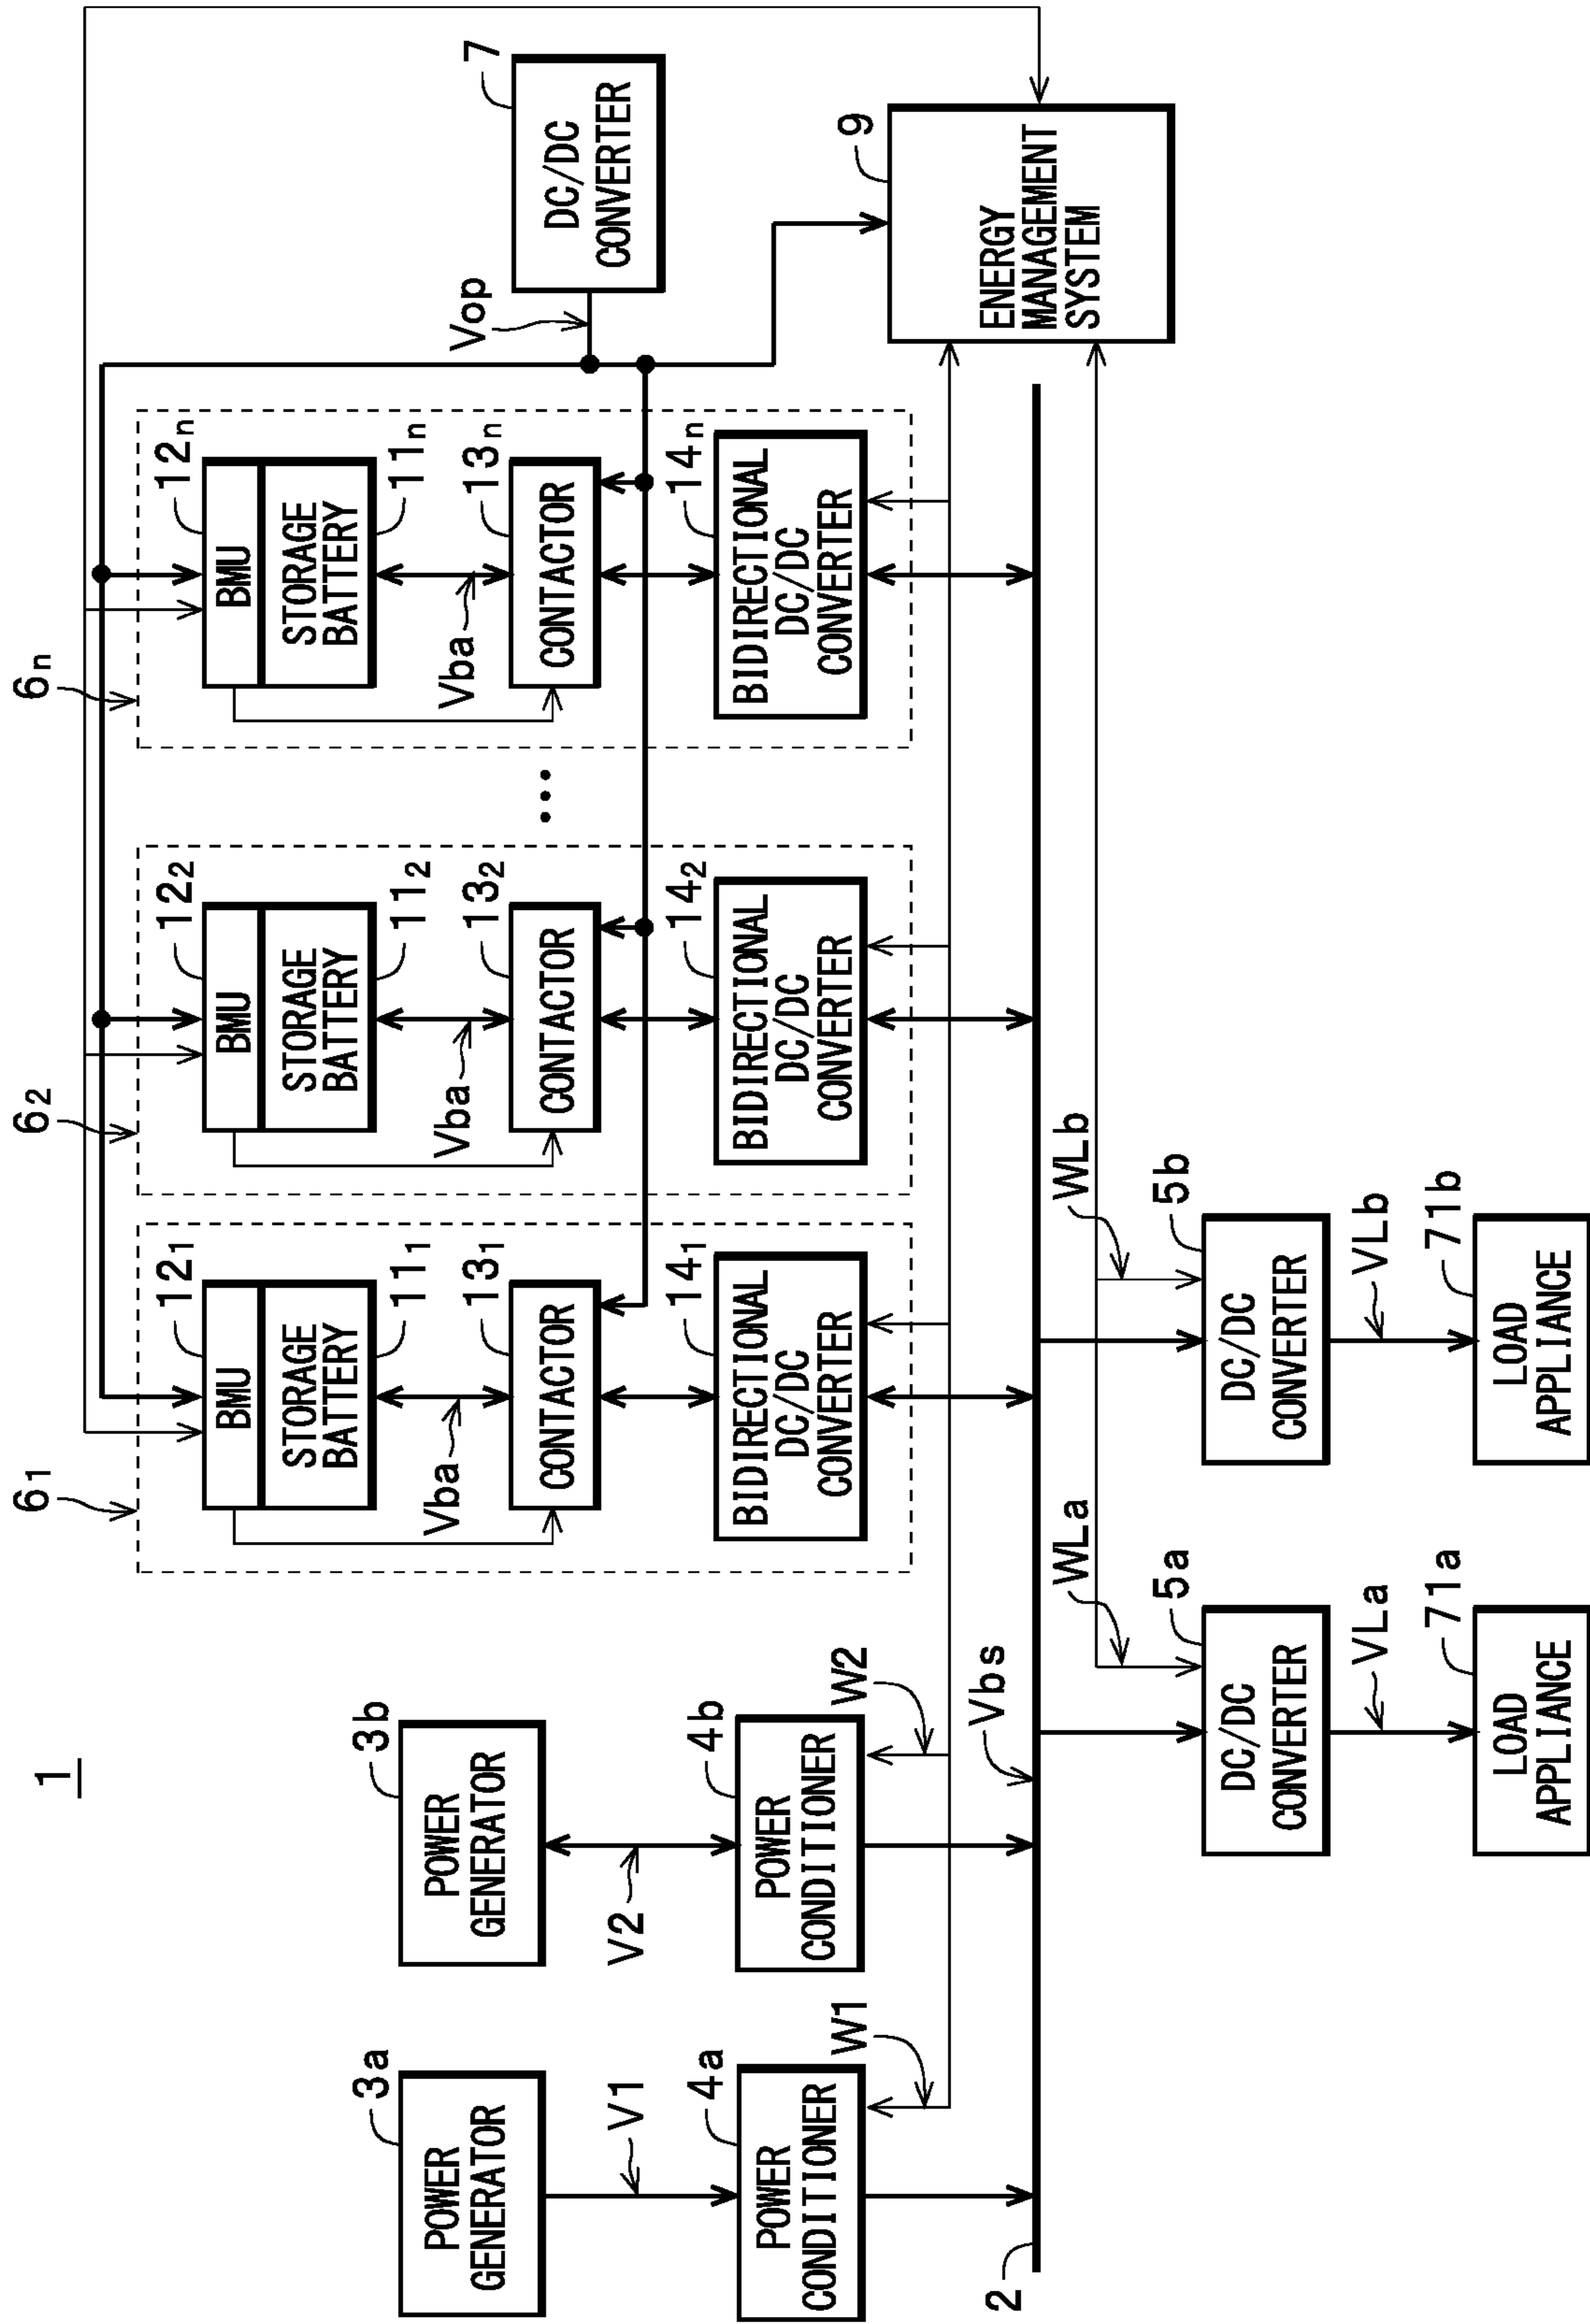 1
3a
POWER
GENERATOR
V1
4a
POWER
CONDITIONER
W1
2
3b
POWER
GENERATOR
V2
4b
POWER
CONDITIONER
W2
Vbs
6₁
12₁
BMU
STORAGE
BATTERY
11₁
Vba
13₁
CONTACTOR
14₁
BIDIRECTIONAL
DC/DC
CONVERTER
6₂
12₂
BMU
STORAGE
BATTERY
11₂
Vba
13₂
CONTACTOR
14₂
BIDIRECTIONAL
DC/DC
CONVERTER
...
6n
12n
BMU
STORAGE
BATTERY
11n
Vba
13n
CONTACTOR
14n
BIDIRECTIONAL
DC/DC
CONVERTER
7
DC/DC
CONVERTER
Vop
9
ENERGY
MANAGEMENT
SYSTEM
WLa
5a
DC/DC
CONVERTER
VLa
71a
LOAD
APPLIANCE
WLb
5b
DC/DC
CONVERTER
VLb
71b
LOAD
APPLIANCE